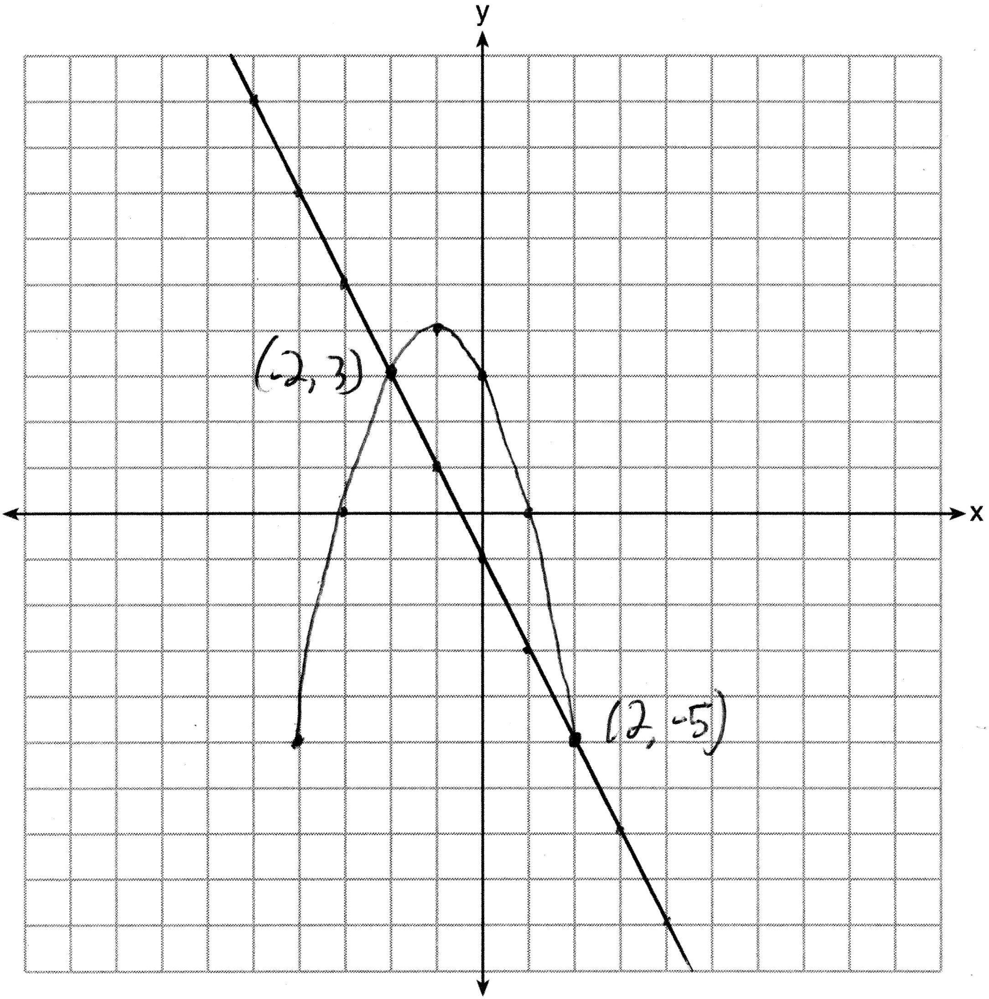 y
(-2, 3)
x
(2, -5)